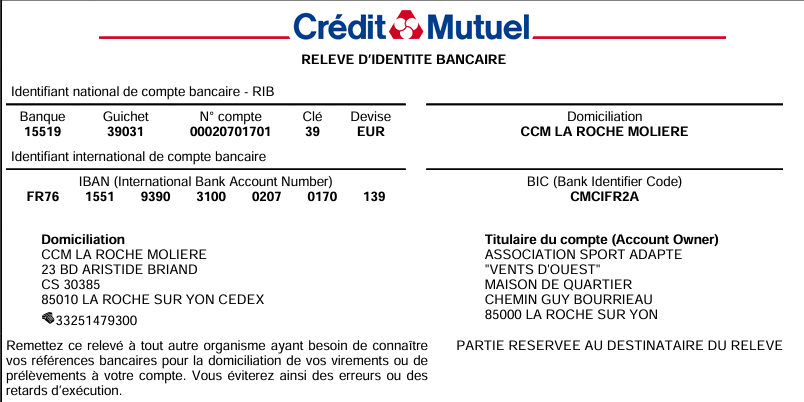 Crédit Mutuel
RELEVE D'IDENTITE BANCAIRE
Identifiant national de compte bancaire - RIB
Banque Guichet N° compte Clé Devise
15519 39031 00020701701 39 EUR
Domiciliation
CCM LA ROCHE MOLIERE
Identifiant international de compte bancaire
IBAN (International Bank Account Number)
FR76 1551 9390 3100 0207 0170 139
BIC (Bank Identifier Code)
CMCIFR2A
Domiciliation
CCM LA ROCHE MOLIERE
23 BD ARISTIDE BRIAND
CS 30385
85010 LA ROCHE SUR YON CEDEX
33251479300
Titulaire du compte (Account Owner)
ASSOCIATION SPORT ADAPTE
"VENTS D'OUEST"
MAISON DE QUARTIER
CHEMIN GUY BOURRIEAU
85000 LA ROCHE SUR YON
Remettez ce relevé à tout autre organisme ayant besoin de connaître
vos références bancaires pour la domiciliation de vos virements ou de
prélèvements à votre compte. Vous éviterez ainsi des erreurs ou des
retards d'exécution.
PARTIE RESERVEE AU DESTINATAIRE DU RELEVE